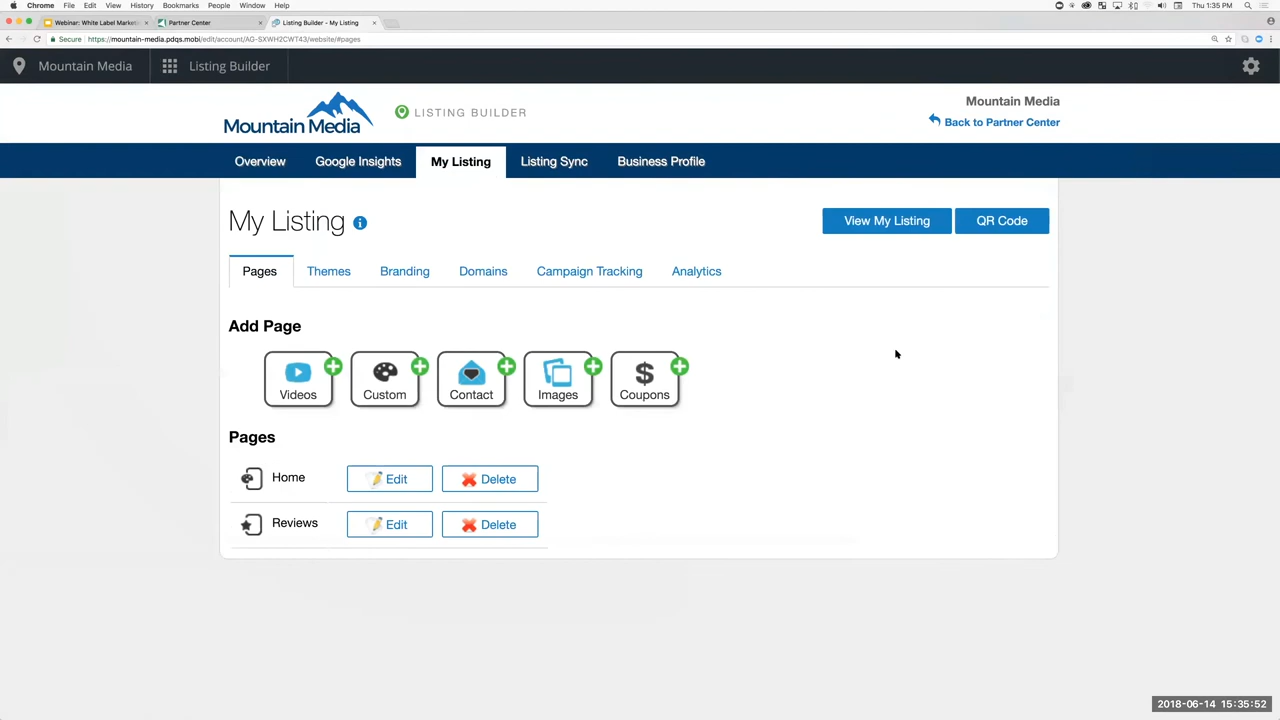 Chrome File Edit View History Bookmarks People Window Help Thu 1:35 PM
Webinar: White Label Market Partner Center Listing Builder - My Listing
Secure https://mountain-media.pdqs.mobi/edit/account/AG-SXWH2CWT43/website/#pages
Mountain Media Listing Builder
Mountain Media LISTING BUILDER Mountain Media
Back to Partner Center
Overview Google Insights My Listing Listing Sync Business Profile
My Listing View My Listing QR Code
Pages Themes Branding Domains Campaign Tracking Analytics
Add Page
Videos Custom Contact Images Coupons
Pages
Home Edit Delete
Reviews Edit Delete
2018-06-14 15:35:52